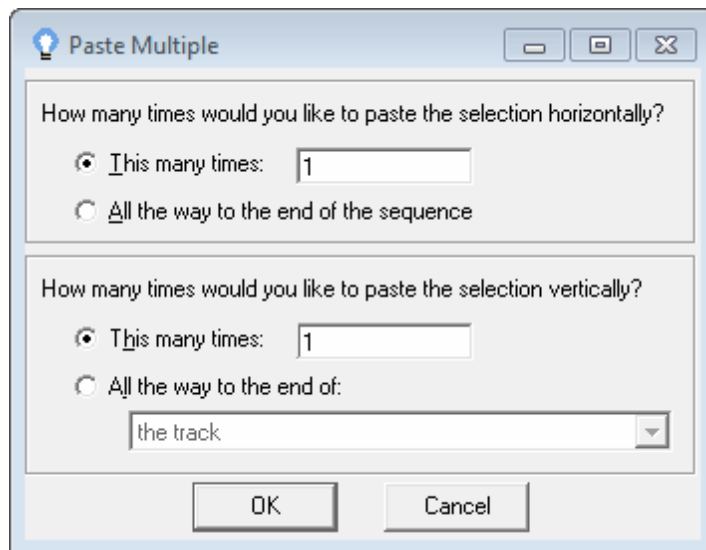 Paste Multiple
How many times would you like to paste the selection horizontally?
This many times: 1
All the way to the end of the sequence
How many times would you like to paste the selection vertically?
This many times: 1
All the way to the end of:
the track
OK Cancel